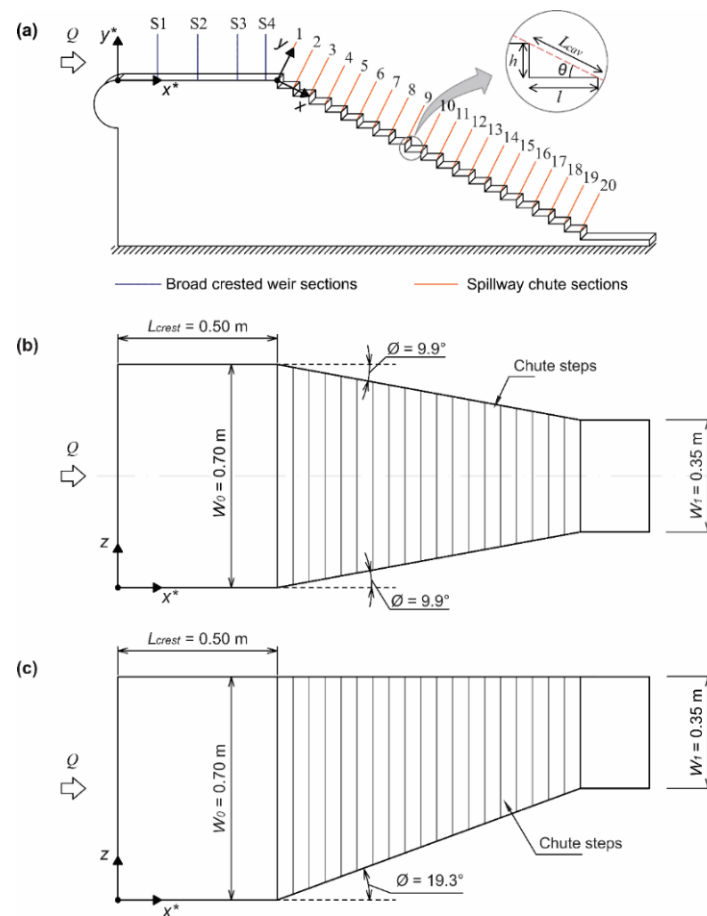 (a)
Q
y*
x*
S1 S2 S3 S4
y
x
1
2
3
4
5
6
7
8
9
10
11
12
13
14
15
16
17
18
19
20
Lcav
h
θ
l
Broad crested weir sections
Spillway chute sections
(b)
Lcrest = 0.50 m
Ø = 9.9°
Chute steps
Q
W0 = 0.70 m
W1 = 0.35 m
z
x*
Ø = 9.9°
(c)
Lcrest = 0.50 m
Q
W0 = 0.70 m
W1 = 0.35 m
Chute steps
z
x*
Ø = 19.3°